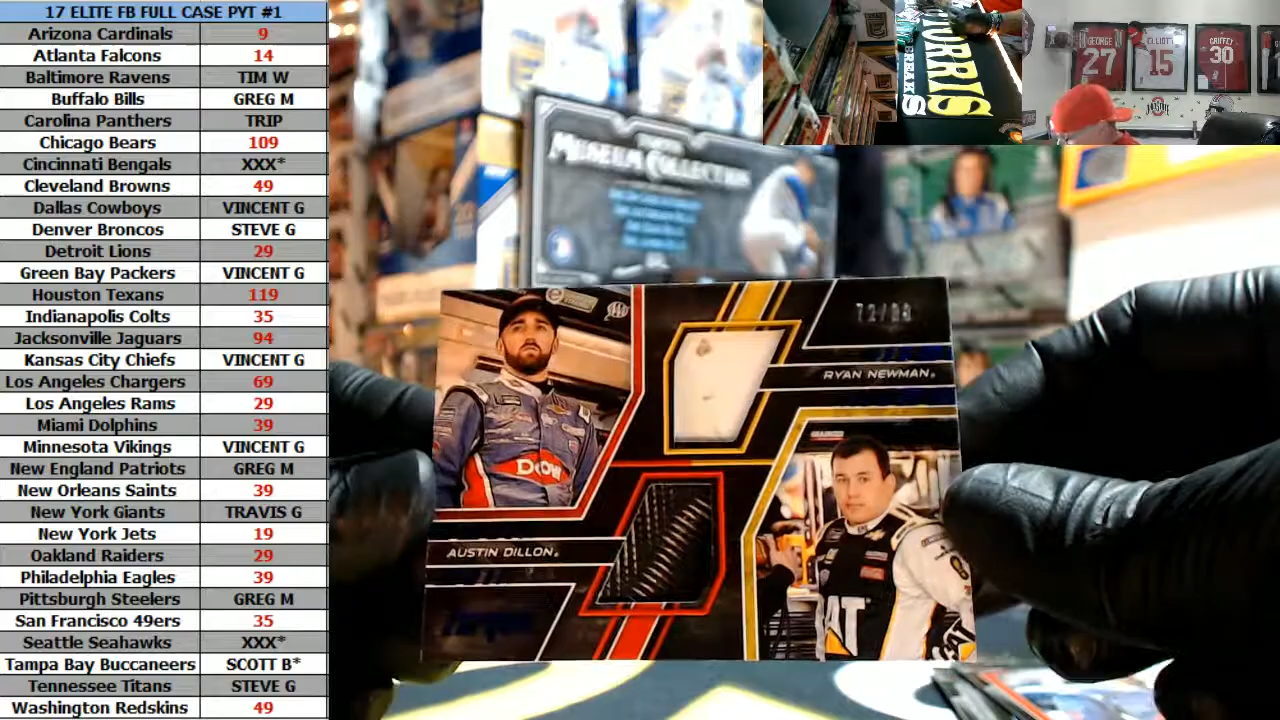 17 ELITE FB FULL CASE PYT #1
Arizona Cardinals 9
Atlanta Falcons 14
Baltimore Ravens TIM W
Buffalo Bills GREG M
Carolina Panthers TRIP
Chicago Bears 109
Cincinnati Bengals XXX*
Cleveland Browns 49
Dallas Cowboys VINCENT G
Denver Broncos STEVE G
Detroit Lions 29
Green Bay Packers VINCENT G
Houston Texans 119
Indianapolis Colts 35
Jacksonville Jaguars 94
Kansas City Chiefs VINCENT G
Los Angeles Chargers 69
Los Angeles Rams 29
Miami Dolphins 39
Minnesota Vikings VINCENT G
New England Patriots GREG M
New Orleans Saints 39
New York Giants TRAVIS G
New York Jets 19
Oakland Raiders 29
Philadelphia Eagles 39
Pittsburgh Steelers GREG M
San Francisco 49ers 35
Seattle Seahawks XXX*
Tampa Bay Buccaneers SCOTT B*
Tennessee Titans STEVE G
Washington Redskins 49
MUSEUM COLLECTION
BREAKS
GEORGE
27
ELLIOTT
15
GRIFFEY
30
RYAN NEWMAN
DOW
AUSTIN DILLON
AT